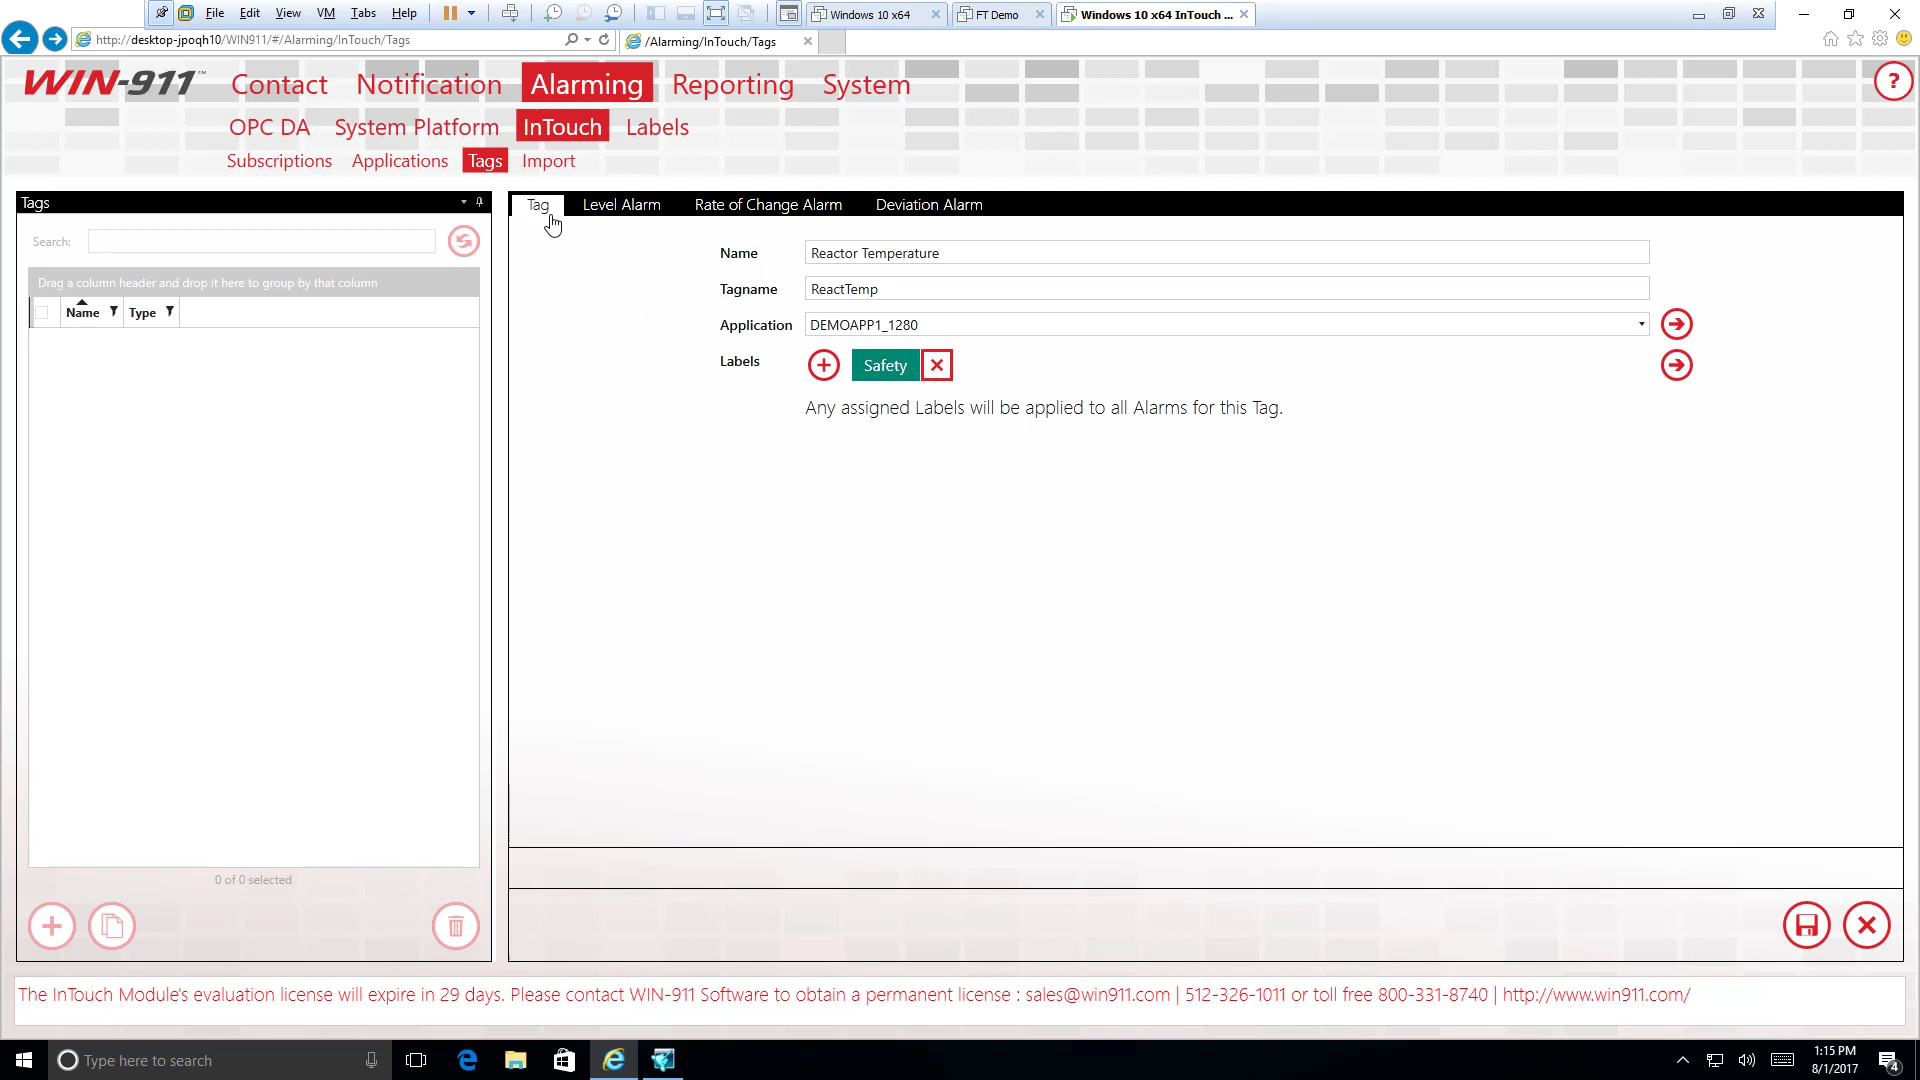 File Edit View VM Tabs Help
Windows 10 x64
FT Demo
Windows 10 x64 InTouch ...
http://desktop-jpoqh10/WIN911/#/Alarming/InTouch/Tags
/Alarming/InTouch/Tags
WIN-911™ Contact Notification Alarming Reporting System
?
OPC DA System Platform InTouch Labels
Subscriptions Applications Tags Import
Tags
Search:
Drag a column header and drop it here to group by that column
Name Type
0 of 0 selected
Tag Level Alarm Rate of Change Alarm Deviation Alarm
Name Reactor Temperature
Tagname ReactTemp
Application DEMOAPP1_1280
Labels Safety
Any assigned Labels will be applied to all Alarms for this Tag.
The InTouch Module's evaluation license will expire in 29 days. Please contact WIN-911 Software to obtain a permanent license : sales@win911.com | 512-326-1011 or toll free 800-331-8740 | http://www.win911.com/
Type here to search
1:15 PM
8/1/2017
4